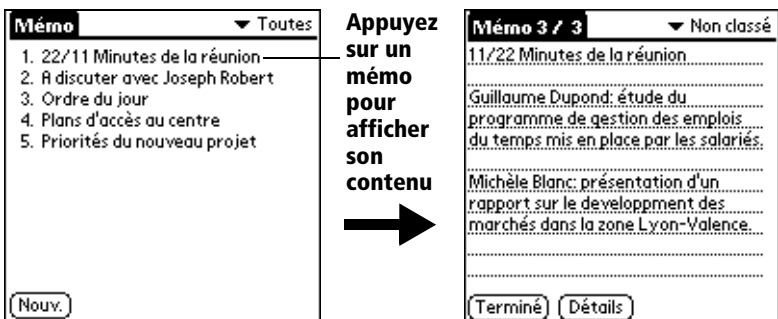 Mémo
Toutes
1. 22/11 Minutes de la réunion
2. A discuter avec Joseph Robert
3. Ordre du jour
4. Plans d'accès au centre
5. Priorités du nouveau projet
Nouv.
Appuyez
sur un
mémo
pour
afficher
son
contenu
Mémo 3 / 3
Non classé
11/22 Minutes de la réunion
Guillaume Dupond: étude du
programme de gestion des emplois
du temps mis en place par les salariés.
Michèle Blanc: présentation d'un
rapport sur le developpment des
marchés dans la zone Lyon-Valence.
Terminé
Détails